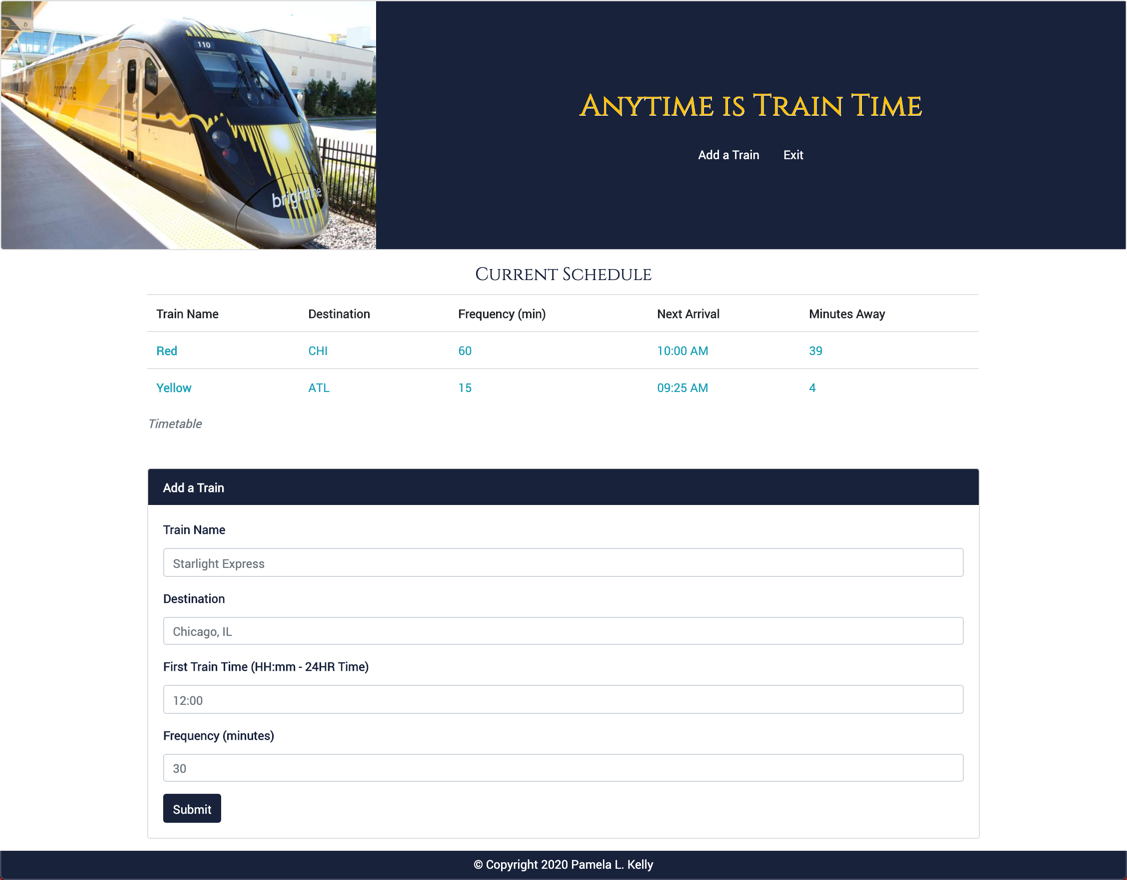 110
brightline
brightline
Anytime is Train Time
Add a Train Exit
Current Schedule
Train Name Destination Frequency (min) Next Arrival Minutes Away
Red CHI 60 10:00 AM 39
Yellow ATL 15 09:25 AM 4
Timetable
Add a Train
Train Name
Starlight Express
Destination
Chicago, IL
First Train Time (HH:mm - 24HR Time)
12:00
Frequency (minutes)
30
Submit
© Copyright 2020 Pamela L. Kelly